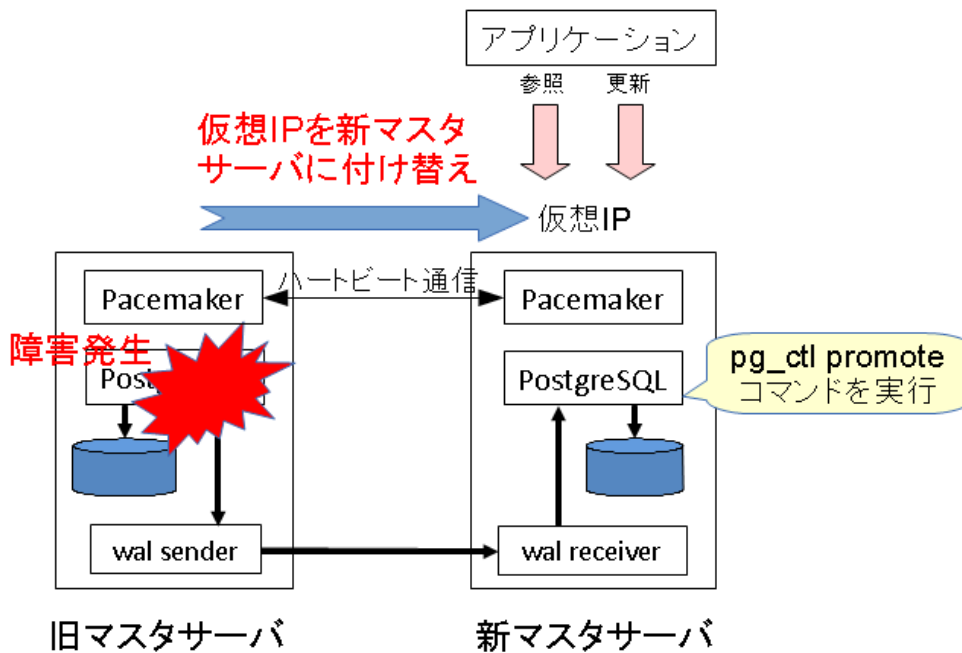 アプリケーション
参照 更新
仮想IPを新マスタ
サーバに付け替え
仮想IP
ハートビート通信
Pacemaker
Pacemaker
障害発生
Post
PostgreSQL
pg_ctl promote
コマンドを実行
wal sender
wal receiver
旧マスタサーバ
新マスタサーバ